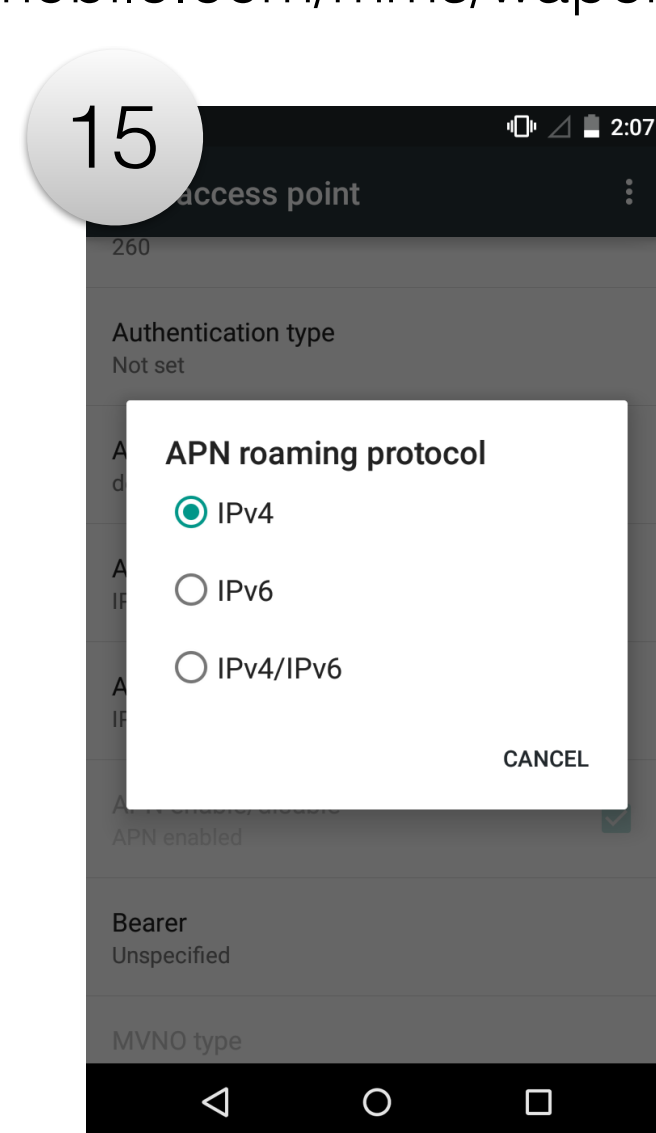 15
2:07
access point
260
Authentication type
Not set
APN roaming protocol
IPv4
IPv6
IPv4/IPv6
CANCEL
APN enabled
Bearer
Unspecified
MVNO type